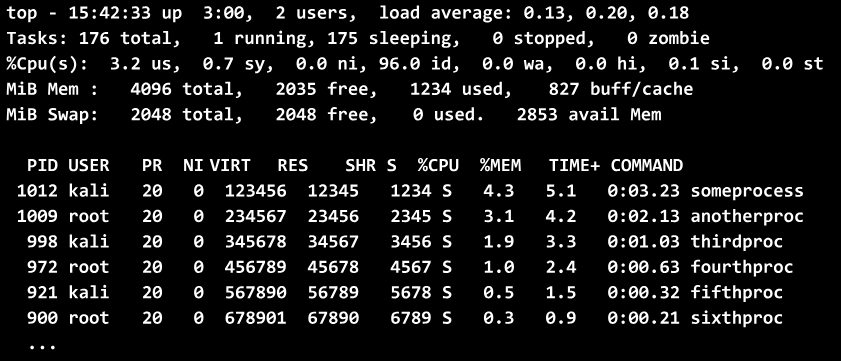 top - 15:42:33 up  3:00,  2 users,  load average: 0.13, 0.20, 0.18
Tasks: 176 total,   1 running, 175 sleeping,   0 stopped,   0 zombie
%Cpu(s):  3.2 us,  0.7 sy,  0.0 ni, 96.0 id,  0.0 wa,  0.0 hi,  0.1 si,  0.0 st
MiB Mem :   4096 total,   2035 free,   1234 used,    827 buff/cache
MiB Swap:   2048 total,   2048 free,      0 used.   2853 avail Mem
PID USER   PR   NI VIRT   RES    SHR S  %CPU  %MEM   TIME+ COMMAND
1012 kali   20   0  123456  12345   1234 S   4.3   5.1   0:03.23 someprocess
1009 root   20   0  234567  23456   2345 S   3.1   4.2   0:02.13 anotherproc
998 kali   20   0  345678  34567   3456 S   1.9   3.3   0:01.03 thirdproc
972 root   20   0  456789  45678   4567 S   1.0   2.4   0:00.63 fourthproc
921 kali   20   0  567890  56789   5678 S   0.5   1.5   0:00.32 fifthproc
900 root   20   0  678901  67890   6789 S   0.3   0.9   0:00.21 sixthproc
...